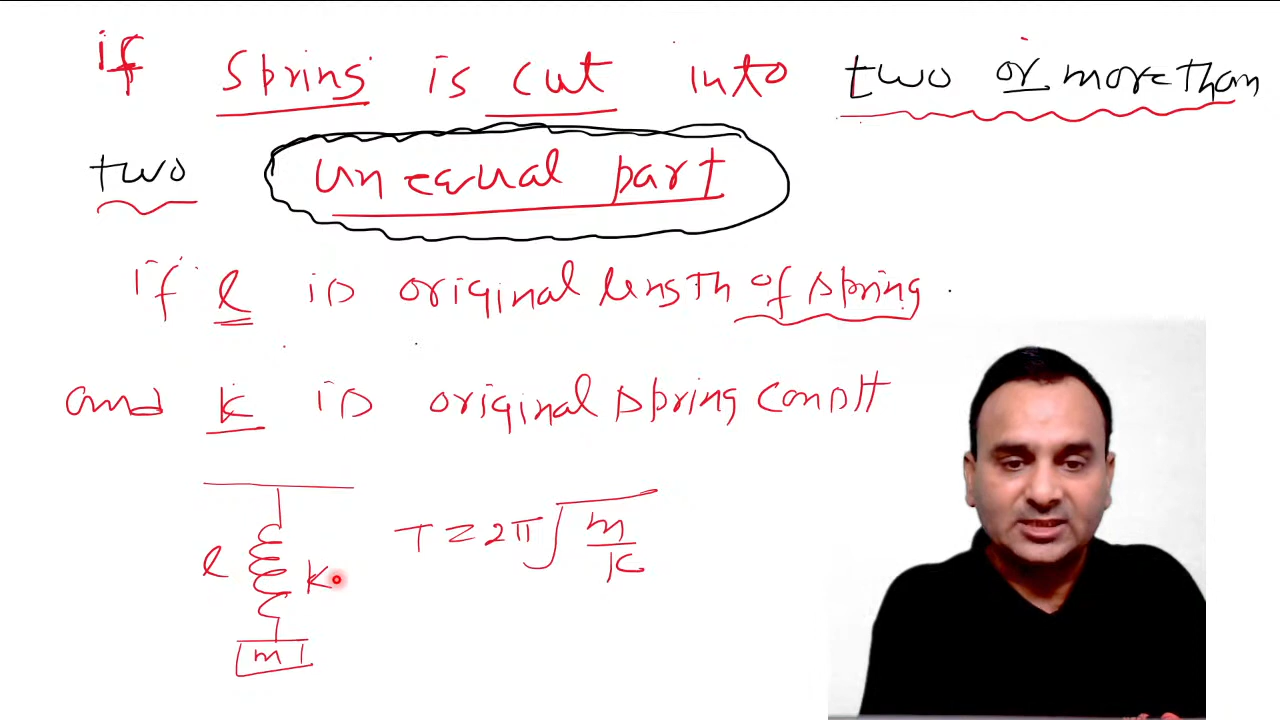 if spring is cut into two or more than
two unequal part
if l is original length of spring
and k is original spring constt
T = 2π√m/k
l k
m